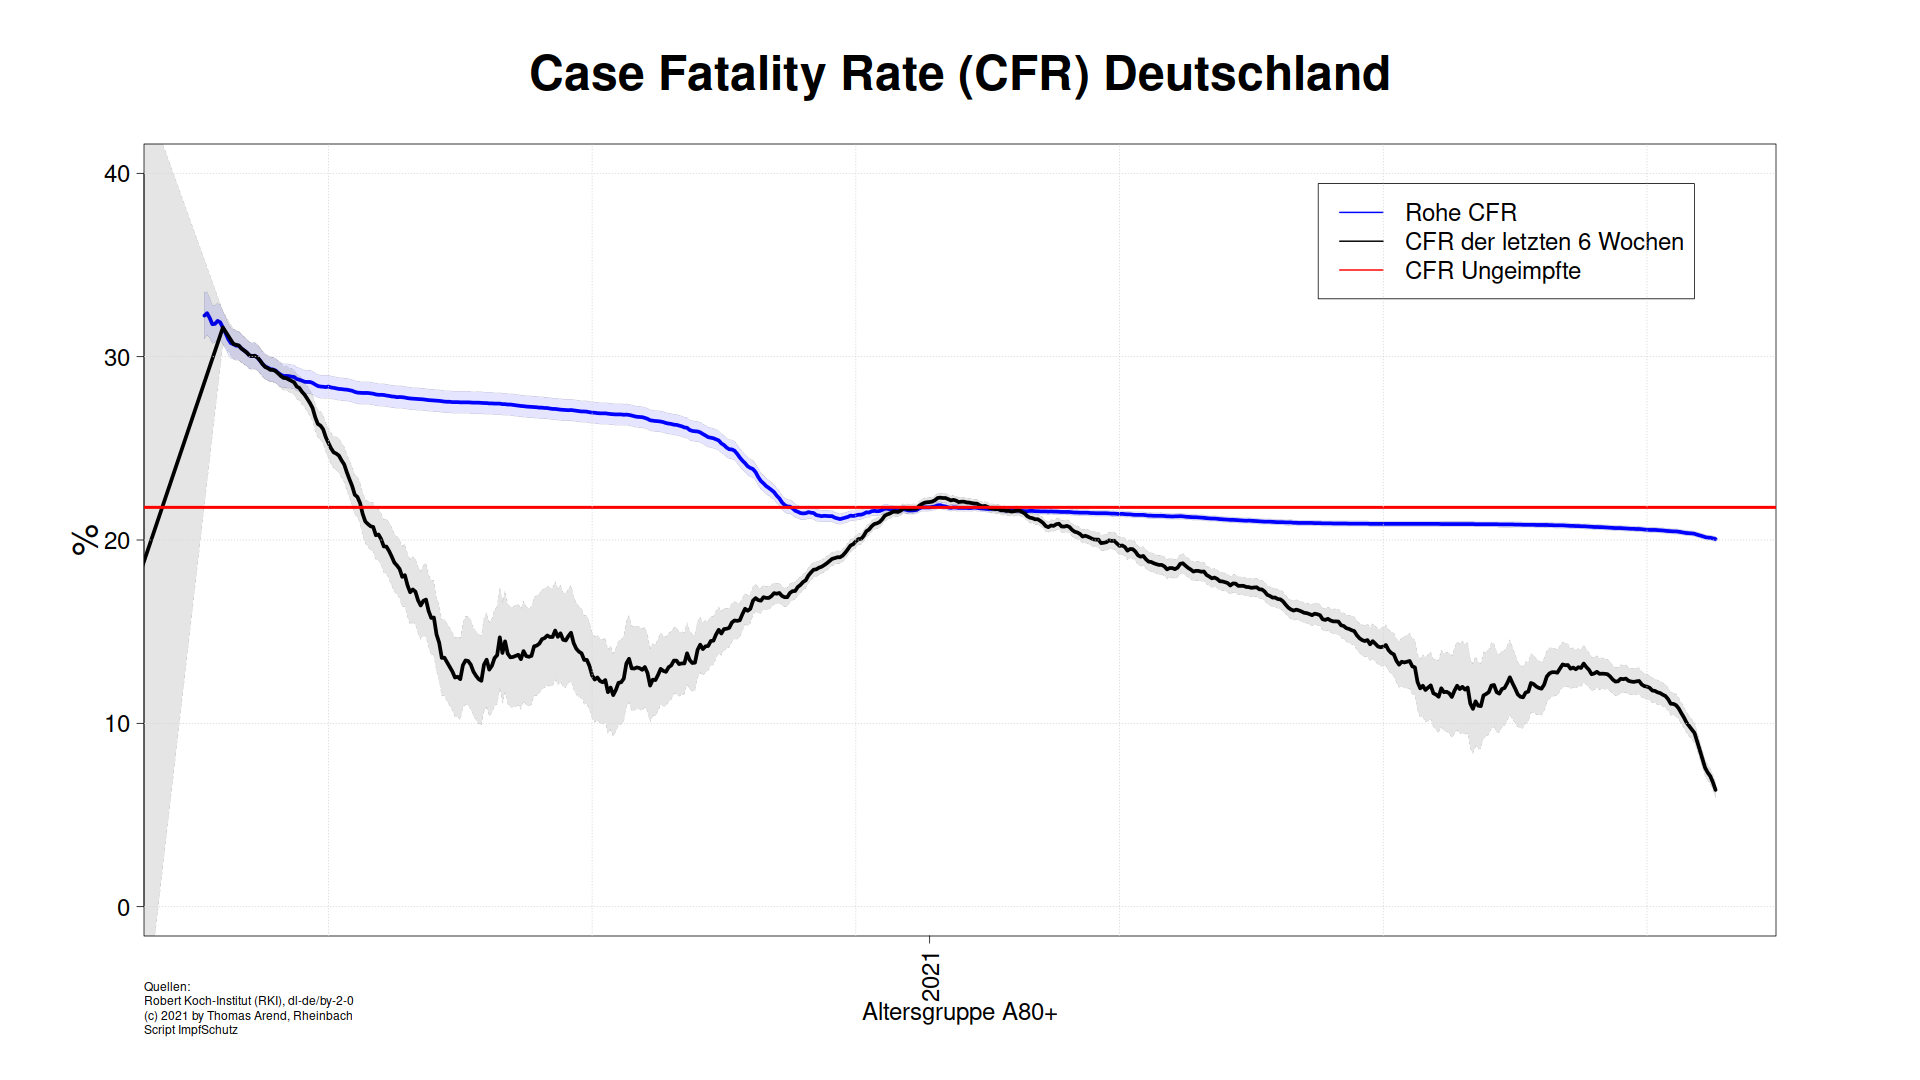 Case Fatality Rate (CFR) Deutschland
40
30
20
10
0
%
Rohe CFR
CFR der letzten 6 Wochen
CFR Ungeimpfte
2021
Altersgruppe A80+
Quellen:
Robert Koch-Institut (RKI), dl-de/by-2-0
(c) 2021 by Thomas Arend, Rheinbach
Script ImpfSchutz